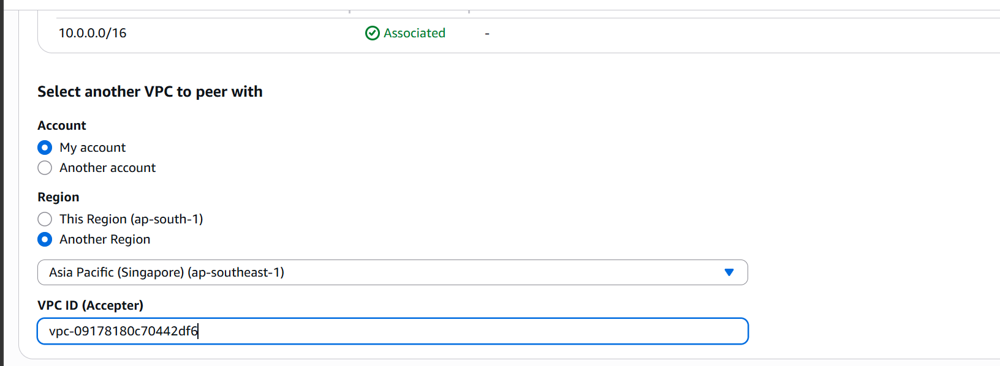 10.0.0.0/16 Associated -
Select another VPC to peer with
Account
My account
Another account
Region
This Region (ap-south-1)
Another Region
Asia Pacific (Singapore) (ap-southeast-1)
VPC ID (Accepter)
vpc-09178180c70442df6